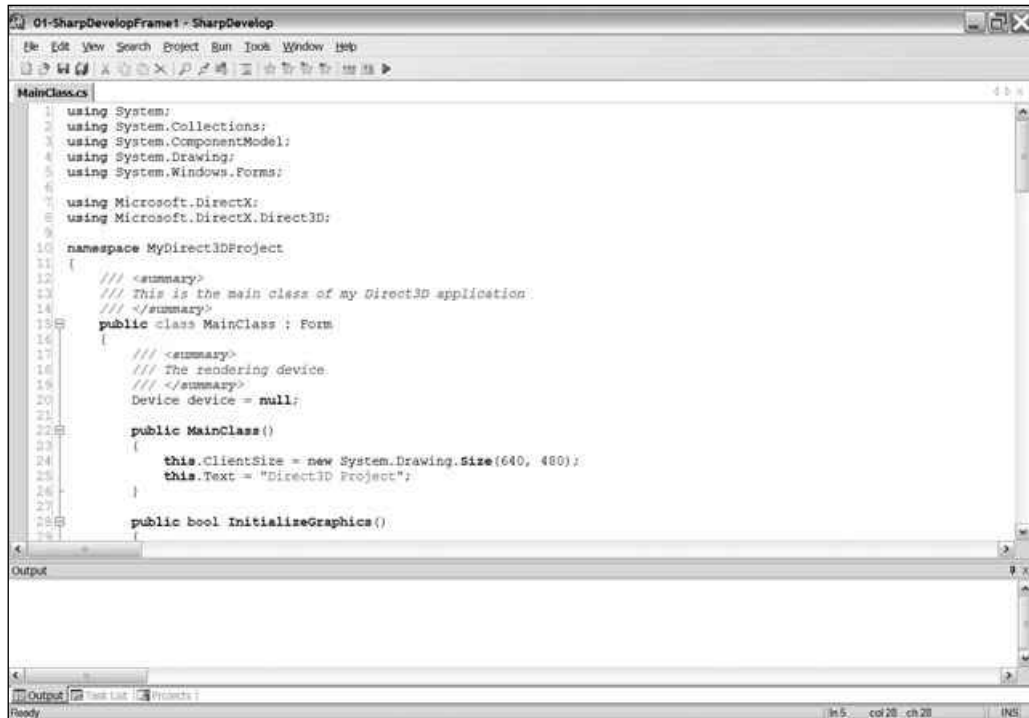 01-SharpDevelopFrame1 - SharpDevelop
File Edit View Search Project Run Tools Window Help
MainClass.cs
1 using System;
2 using System.Collections;
3 using System.ComponentModel;
4 using System.Drawing;
5 using System.Windows.Forms;
6
7 using Microsoft.DirectX;
8 using Microsoft.DirectX.Direct3D;
9
10 namespace MyDirect3DProject
11 {
12 /// <summary>
13 /// This is the main class of my Direct3D application
14 /// </summary>
15 public class MainClass : Form
16 {
17 /// <summary>
18 /// The rendering device
19 /// </summary>
20 Device device = null;
21
22 public MainClass()
23 {
24 this.ClientSize = new System.Drawing.Size(640, 480);
25 this.Text = "Direct3D Project";
26 }
27
28 public bool InitializeGraphics()
29 {
Output
Output Task List Projects
Ready ln 5 col 28 ch 28 INS